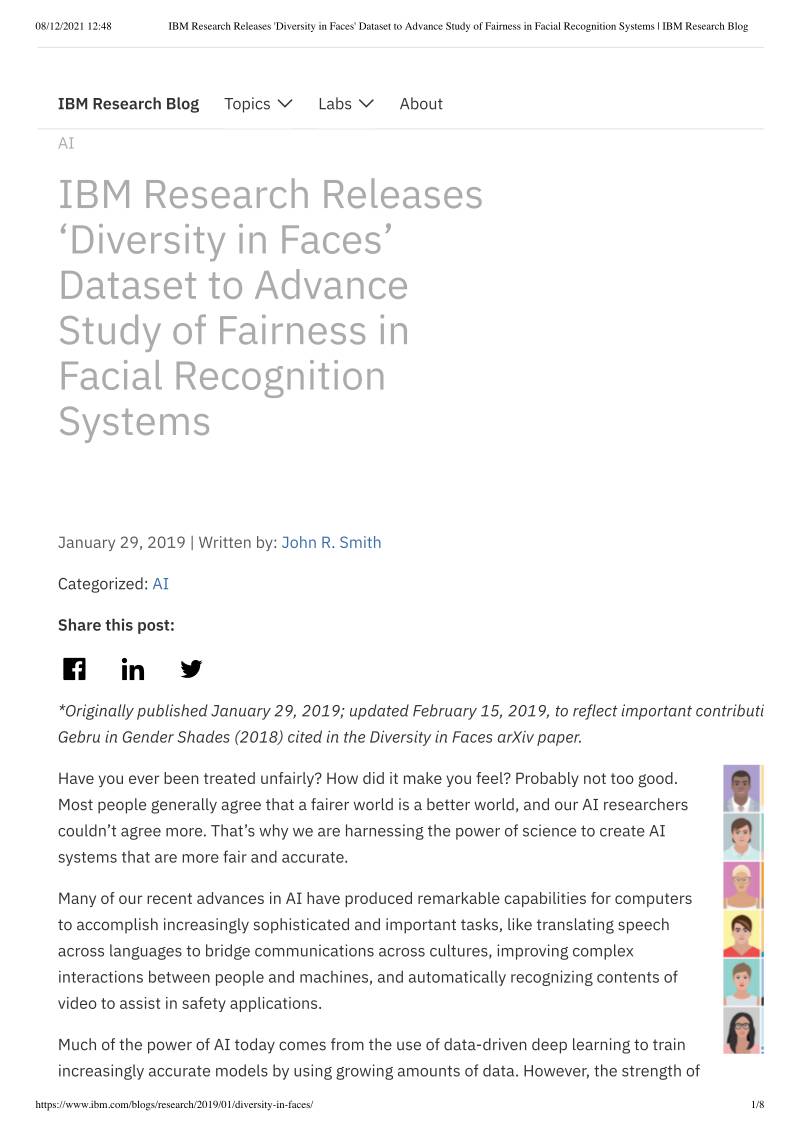 08/12/2021 12:48
IBM Research Releases 'Diversity in Faces' Dataset to Advance Study of Fairness in Facial Recognition Systems | IBM Research Blog
IBM Research Blog Topics Labs About
AI
IBM Research Releases
‘Diversity in Faces’
Dataset to Advance
Study of Fairness in
Facial Recognition
Systems
January 29, 2019 | Written by: John R. Smith
Categorized: AI
Share this post:
*Originally published January 29, 2019; updated February 15, 2019, to reflect important contributi
Gebru in Gender Shades (2018) cited in the Diversity in Faces arXiv paper.
Have you ever been treated unfairly? How did it make you feel? Probably not too good.
Most people generally agree that a fairer world is a better world, and our AI researchers
couldn’t agree more. That’s why we are harnessing the power of science to create AI
systems that are more fair and accurate.
Many of our recent advances in AI have produced remarkable capabilities for computers
to accomplish increasingly sophisticated and important tasks, like translating speech
across languages to bridge communications across cultures, improving complex
interactions between people and machines, and automatically recognizing contents of
video to assist in safety applications.
Much of the power of AI today comes from the use of data-driven deep learning to train
increasingly accurate models by using growing amounts of data. However, the strength of
https://www.ibm.com/blogs/research/2019/01/diversity-in-faces/
1/8